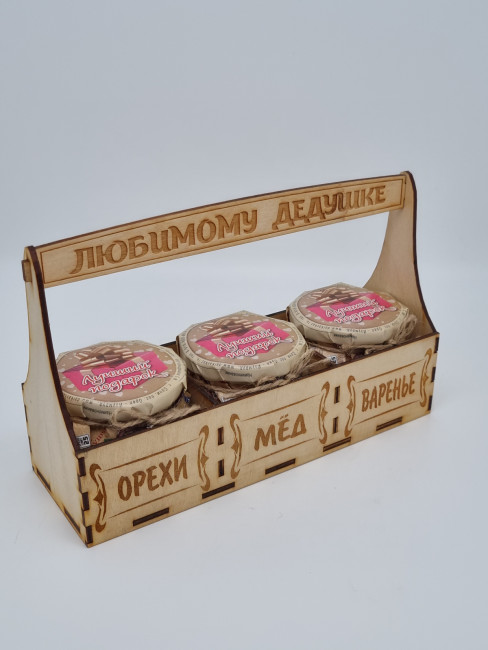 ЛЮБИМОМУ ДЕДУШКЕ
Лучший
подарок
Лучший
подарок
Лучший
подарок
ОРЕХИ
МЁД
ВАРЕНЬЕ